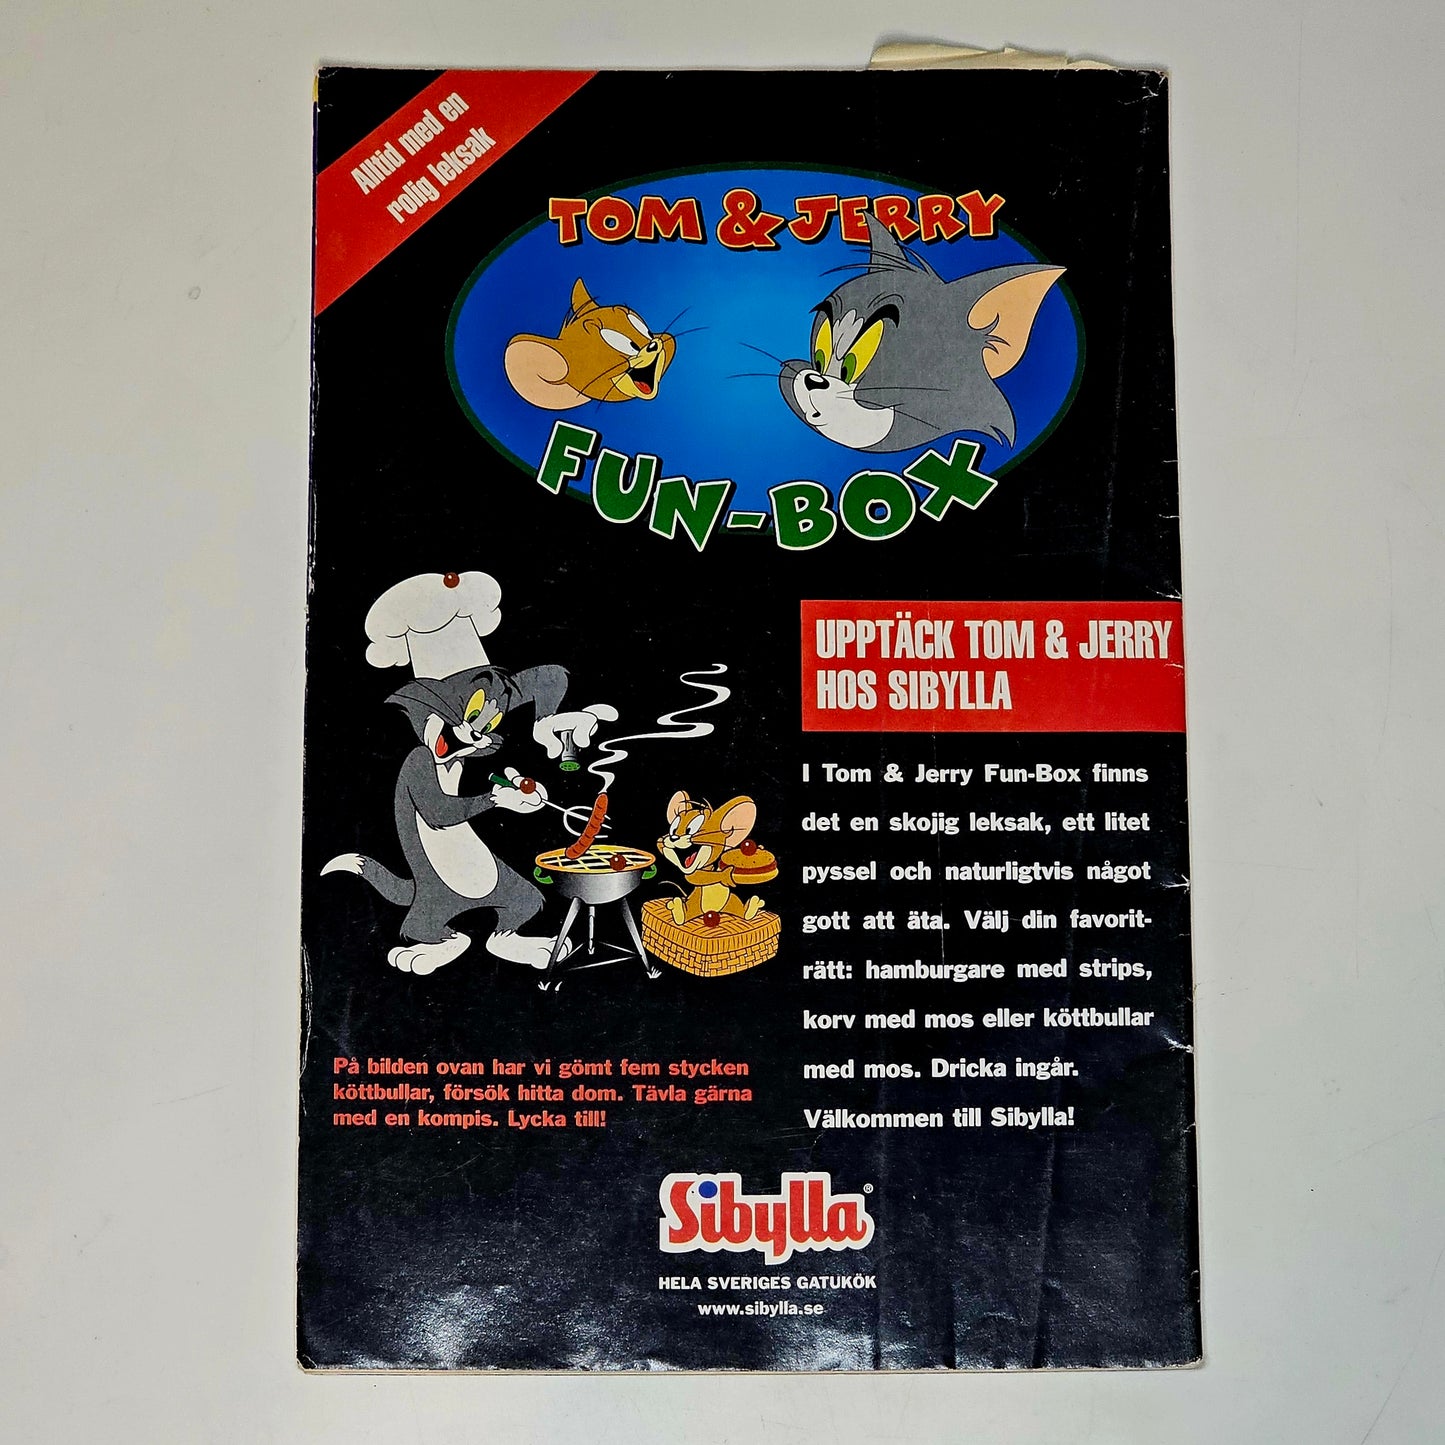 Alltid med en
rolig leksak
TOM & JERRY
FUN-BOX
UPPTÄCK TOM & JERRY
HOS SIBYLLA
I Tom & Jerry Fun-Box finns
det en skojig leksak, ett litet
pyssel och naturligtvis något
gott att äta. Välj din favorit-
rätt: hamburgare med strips,
korv med mos eller köttbullar
med mos. Dricka ingår.
Välkommen till Sibylla!
På bilden ovan har vi gömt fem stycken
köttbullar, försök hitta dom. Tävla gärna
med en kompis. Lycka till!
Sibylla®
HELA SVERIGES GATUKÖK
www.sibylla.se